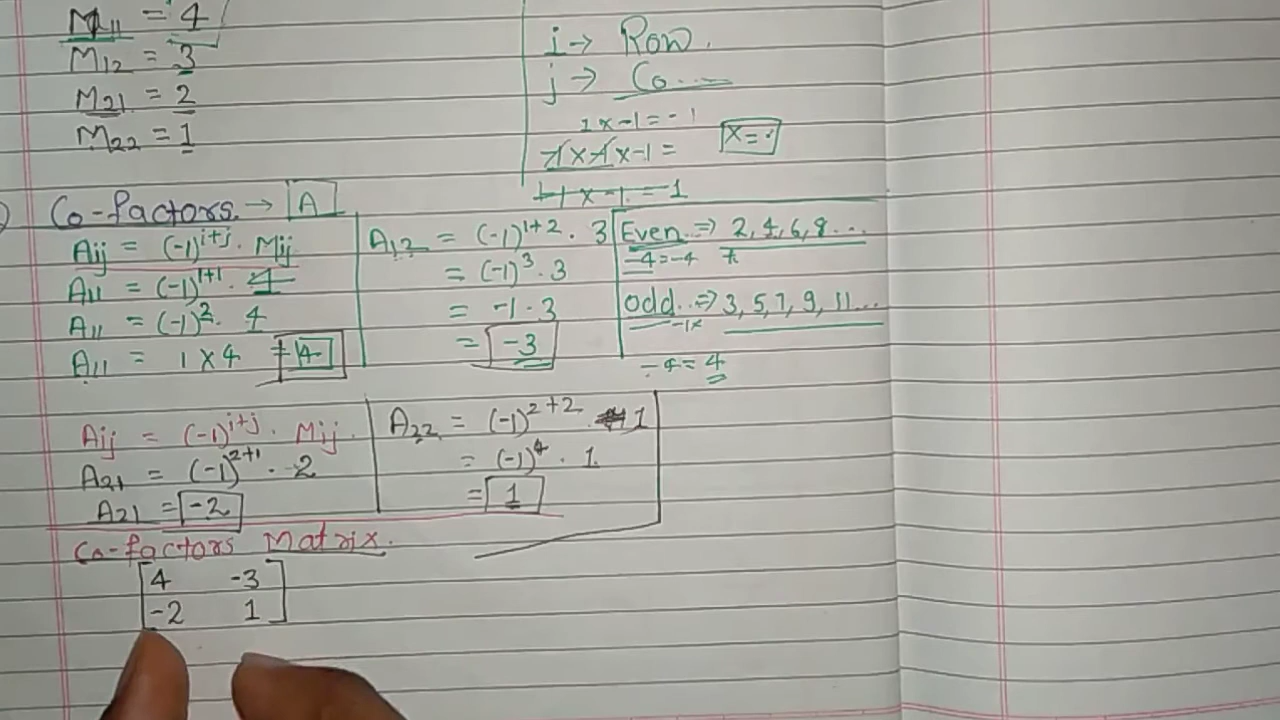 M11 = 4
M12 = 3
M21 = 2
M22 = 1
i → Row.
j → Co....
1 x -1 = -1
-1 x -1 x -1 =
x = .
+1 x -1 = -1
Co-factors → A
Aij = (-1)^i+j . Mij
A11 = (-1)^1+1 . 4
A11 = (-1)^2 . 4
A11 = 1 x 4 = 4
A12 = (-1)^1+2 . 3
= (-1)^3 . 3
= -1 . 3
= -3
Even ⇒ 2, 4, 6, 8 ...
-4 = -4
odd ⇒ 3, 5, 7, 9, 11 ...
-1x
-4 = 4
Aij = (-1)^i+j . Mij
A21 = (-1)^2+1 . 2
A21 = -2
A22 = (-1)^2+2 . 1
= (-1)^4 . 1
= 1
Co-factors Matrix.
4 -3
-2 1